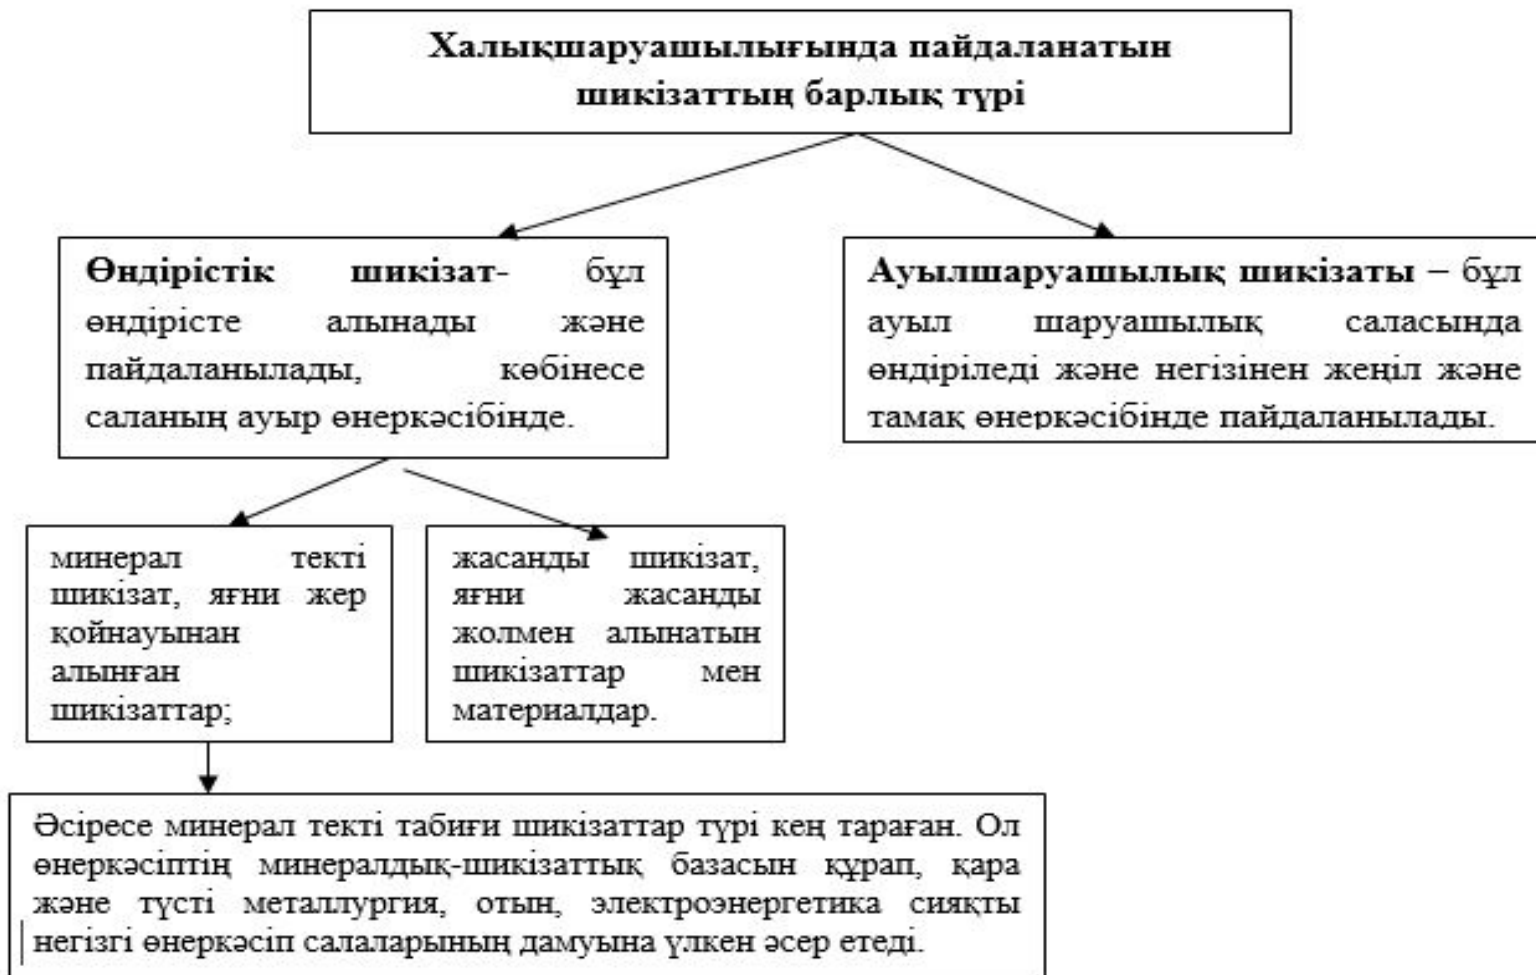 Халықшаруашылығында пайдаланатын
шикізаттың барлық түрі
Өндірістік шикізат- бұл
өндірісте алынады және
пайдаланылады, көбінесе
саланың ауыр өнеркәсібінде.
Ауылшаруашылық шикізаты – бұл
ауыл шаруашылық саласында
өндіріледі және негізінен жеңіл және
тамақ өнеркәсібінде пайдаланылады.
минерал текті
шикізат, яғни жер
қойнауынан
алынған
шикізаттар;
жасанды шикізат,
яғни жасанды
жолмен алынатын
шикізаттар мен
материалдар.
Әсіресе минерал текті табиғи шикізаттар түрі кең тараған. Ол
өнеркәсіптің минералдық-шикізаттық базасын құрап, қара
және түсті металлургия, отын, электроэнергетика сияқты
негізгі өнеркәсіп салаларының дамуына үлкен әсер етеді.